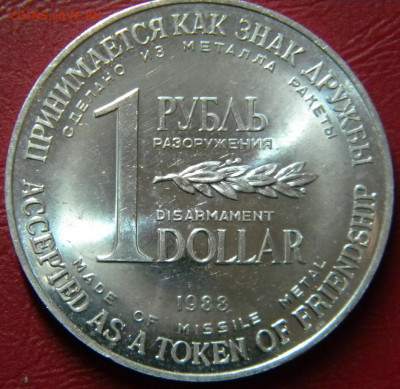 ПРИНИМАЕТСЯ КАК ЗНАК ДРУЖБЫ
СДЕЛАНО ИЗ МЕТАЛЛА РАКЕТЫ
1 РУБЛЬ
РАЗОРУЖЕНИЯ
DISARMAMENT
DOLLAR
1988
MADE OF MISSILE METAL
ACCEPTED AS A TOKEN OF FRIENDSHIP